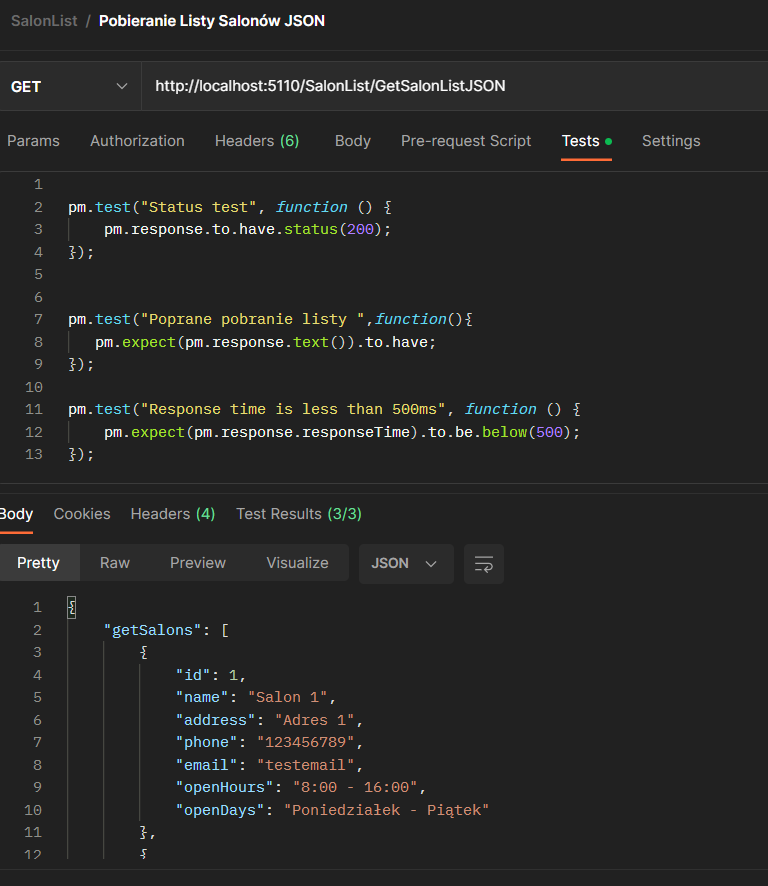 SalonList / Pobieranie Listy Salonów JSON
GET http://localhost:5110/SalonList/GetSalonListJSON
Params Authorization Headers (6) Body Pre-request Script Tests Settings
1
2 pm.test("Status test", function () {
3 pm.response.to.have.status(200);
4 });
5
6
7 pm.test("Poprane pobranie listy ",function(){
8 pm.expect(pm.response.text()).to.have;
9 });
10
11 pm.test("Response time is less than 500ms", function () {
12 pm.expect(pm.response.responseTime).to.be.below(500);
13 });
Body Cookies Headers (4) Test Results (3/3)
Pretty Raw Preview Visualize JSON
1 {
2 "getSalons": [
3 {
4 "id": 1,
5 "name": "Salon 1",
6 "address": "Adres 1",
7 "phone": "123456789",
8 "email": "testemail",
9 "openHours": "8:00 - 16:00",
10 "openDays": "Poniedziałek - Piątek"
11 },
12 {